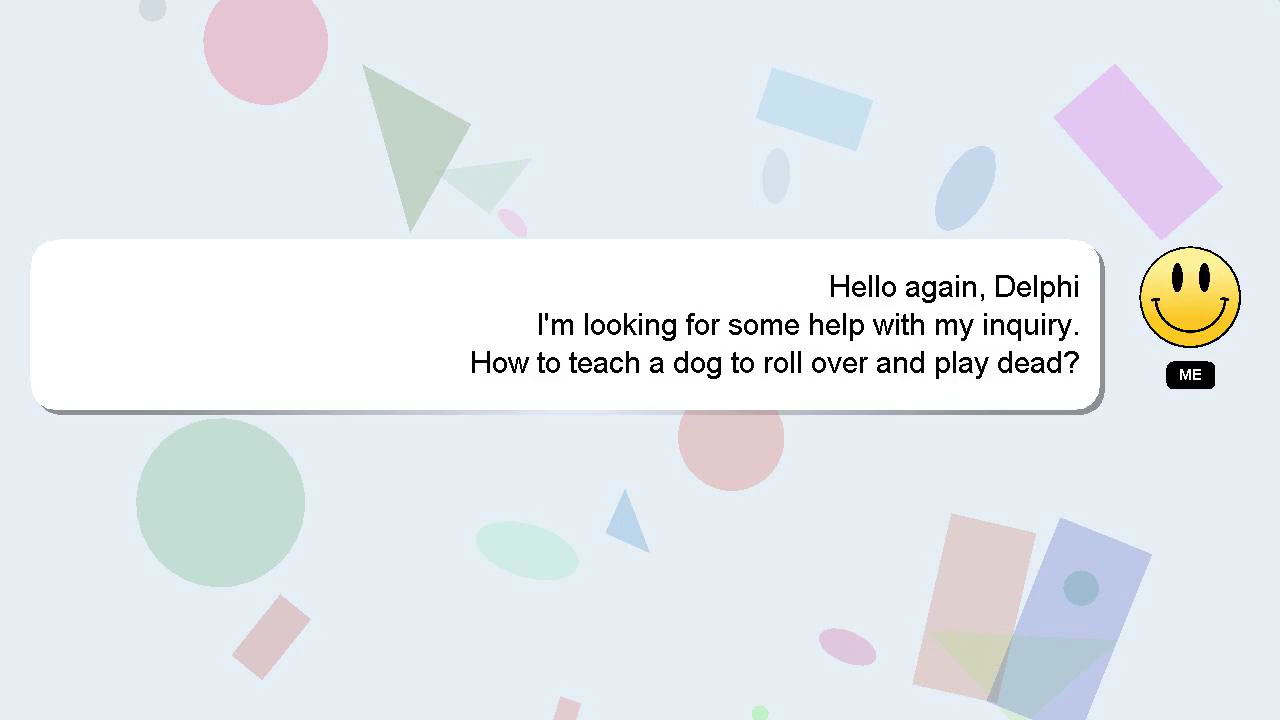 Hello again, Delphi
I'm looking for some help with my inquiry.
How to teach a dog to roll over and play dead?
ME